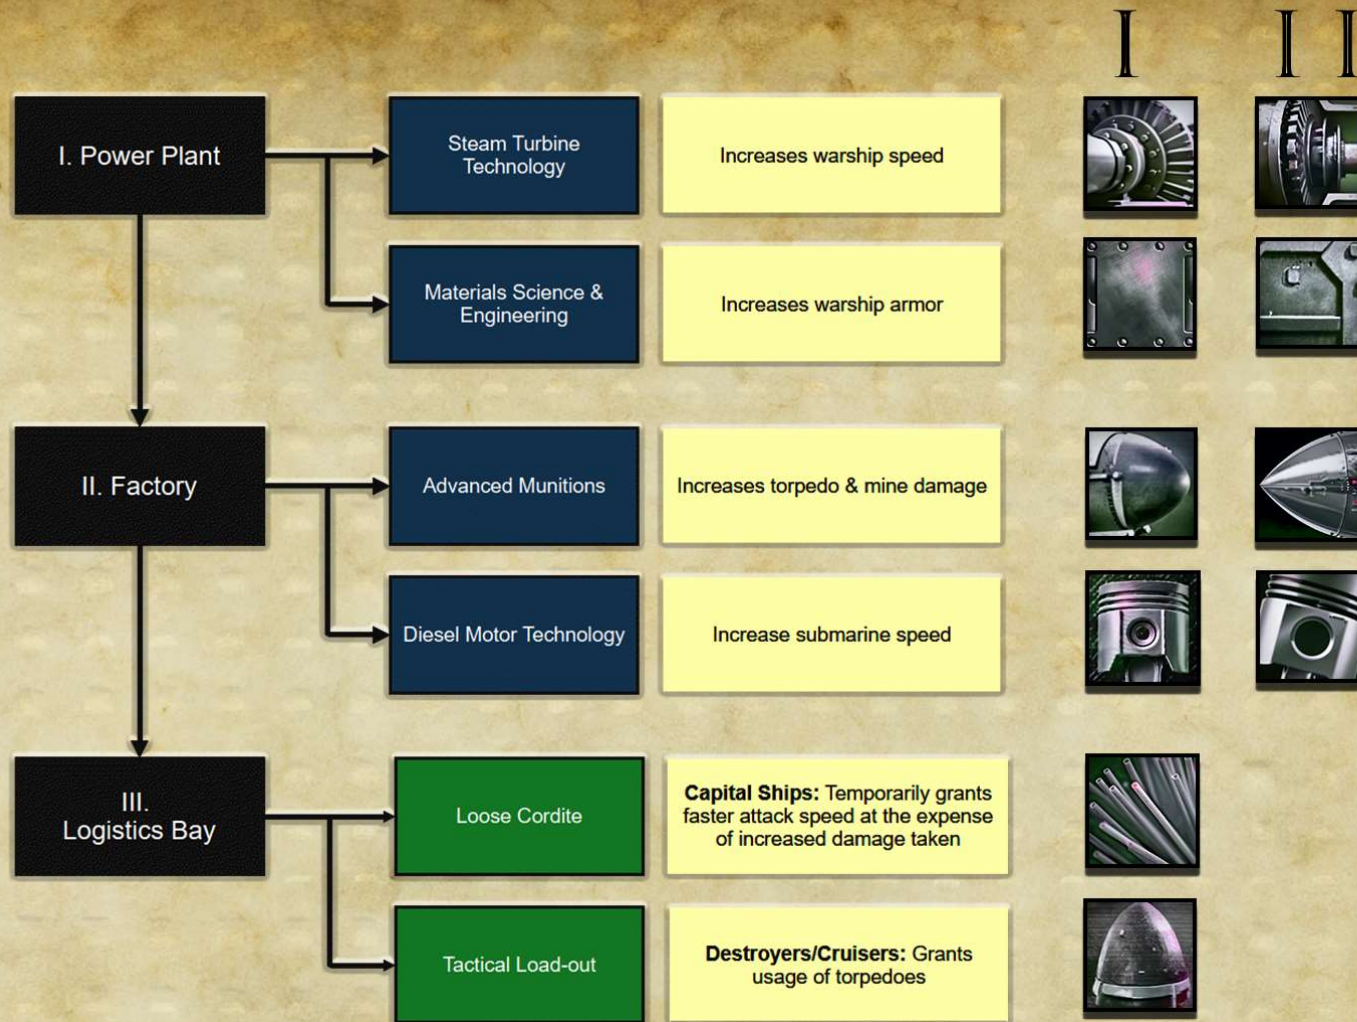 I
II
I. Power Plant
Steam Turbine
Technology
Increases warship speed
Materials Science &
Engineering
Increases warship armor
II. Factory
Advanced Munitions
Increases torpedo & mine damage
Diesel Motor Technology
Increase submarine speed
III.
Logistics Bay
Loose Cordite
Capital Ships: Temporarily grants
faster attack speed at the expense
of increased damage taken
Tactical Load-out
Destroyers/Cruisers: Grants
usage of torpedoes